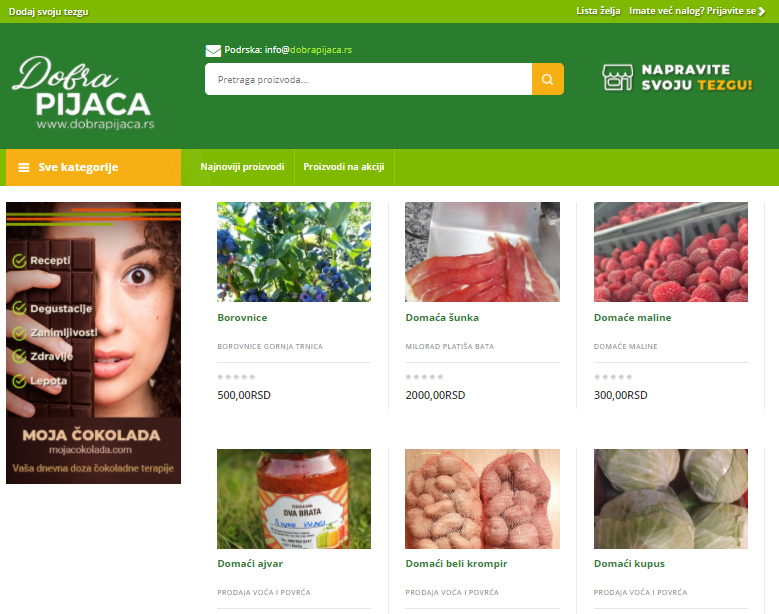 Dodaj svoju tezgu
Lista želja Imate već nalog? Prijavite se
Podrska: info@dobrapijaca.rs
Dobra
PIJACA
www.dobrapijaca.rs
Pretraga proizvoda...
NAPRAVITE
SVOJU TEZGU!
Sve kategorije
Najnoviji proizvodi
Proizvodi na akciji
Recepti
Degustacije
Zanimljivosti
Zdravlje
Lepota
MOJA ČOKOLADA
mojacokolada.com
Vaša dnevna doza čokoladne terapije
Borovnice
BOROVNICE GORNJA TRNICA
500,00RSD
Domaća šunka
MILORAD PLATIŠA BATA
2000,00RSD
Domaće maline
DOMAĆE MALINE
300,00RSD
DVA BRATA
Domaći ajvar
PRODAJA VOĆA I POVRĆA
Domaći beli krompir
PRODAJA VOĆA I POVRĆA
Domaći kupus
PRODAJA VOĆA I POVRĆA